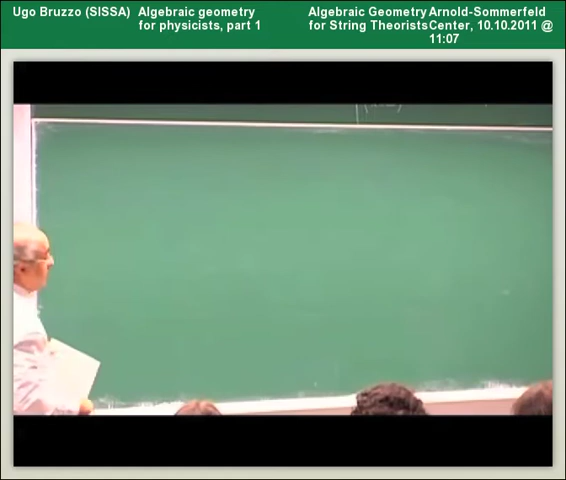 Ugo Bruzzo (SISSA)
Algebraic geometry
for physicists, part 1
Algebraic Geometry
for String Theorists
Arnold-Sommerfeld
Center, 10.10.2011 @
11:07